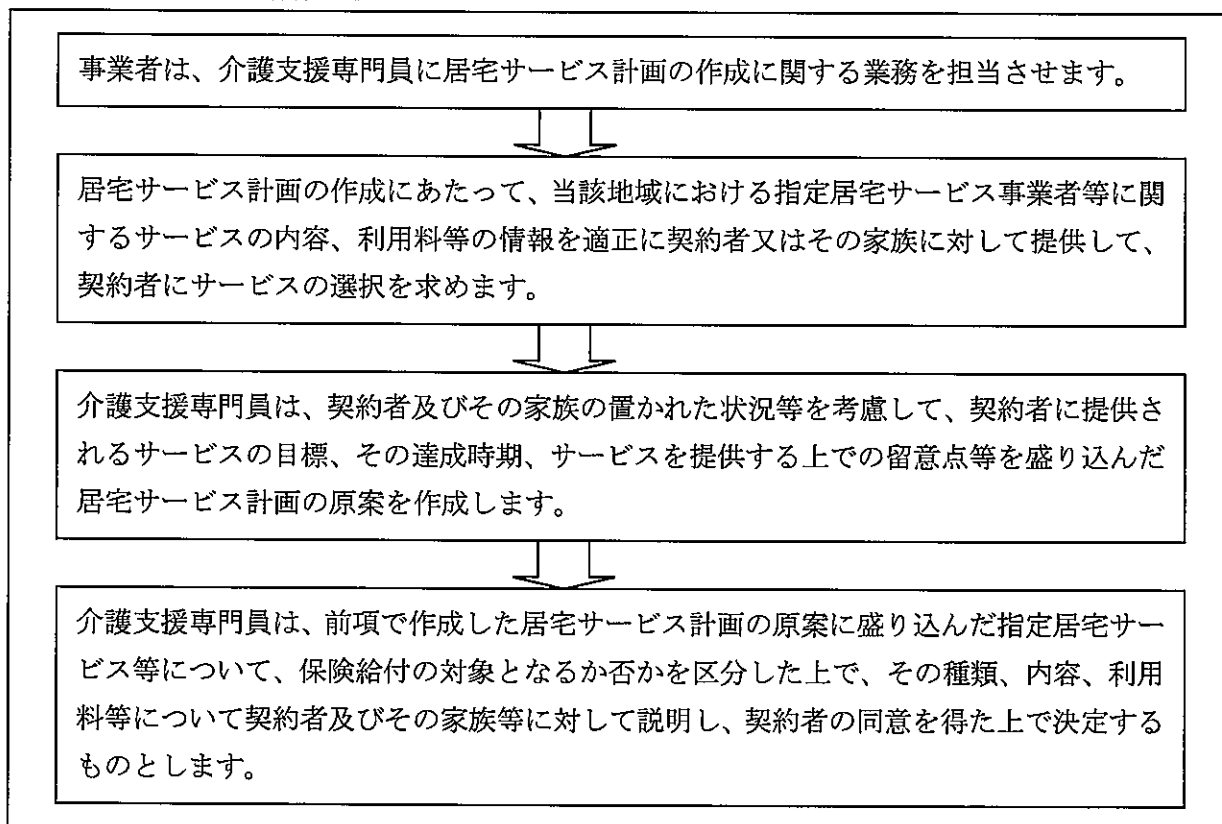 事業者は、介護支援専門員に居宅サービス計画の作成に関する業務を担当させます。
居宅サービス計画の作成にあたって、当該地域における指定居宅サービス事業者等に関
するサービスの内容、利用料等の情報を適正に契約者又はその家族に対して提供して、
契約者にサービスの選択を求めます。
介護支援専門員は、契約者及びその家族の置かれた状況等を考慮して、契約者に提供さ
れるサービスの目標、その達成時期、サービスを提供する上での留意点等を盛り込んだ
居宅サービス計画の原案を作成します。
介護支援専門員は、前項で作成した居宅サービス計画の原案に盛り込んだ指定居宅サー
ビス等について、保険給付の対象となるか否かを区分した上で、その種類、内容、利用
料等について契約者及びその家族等に対して説明し、契約者の同意を得た上で決定する
ものとします。